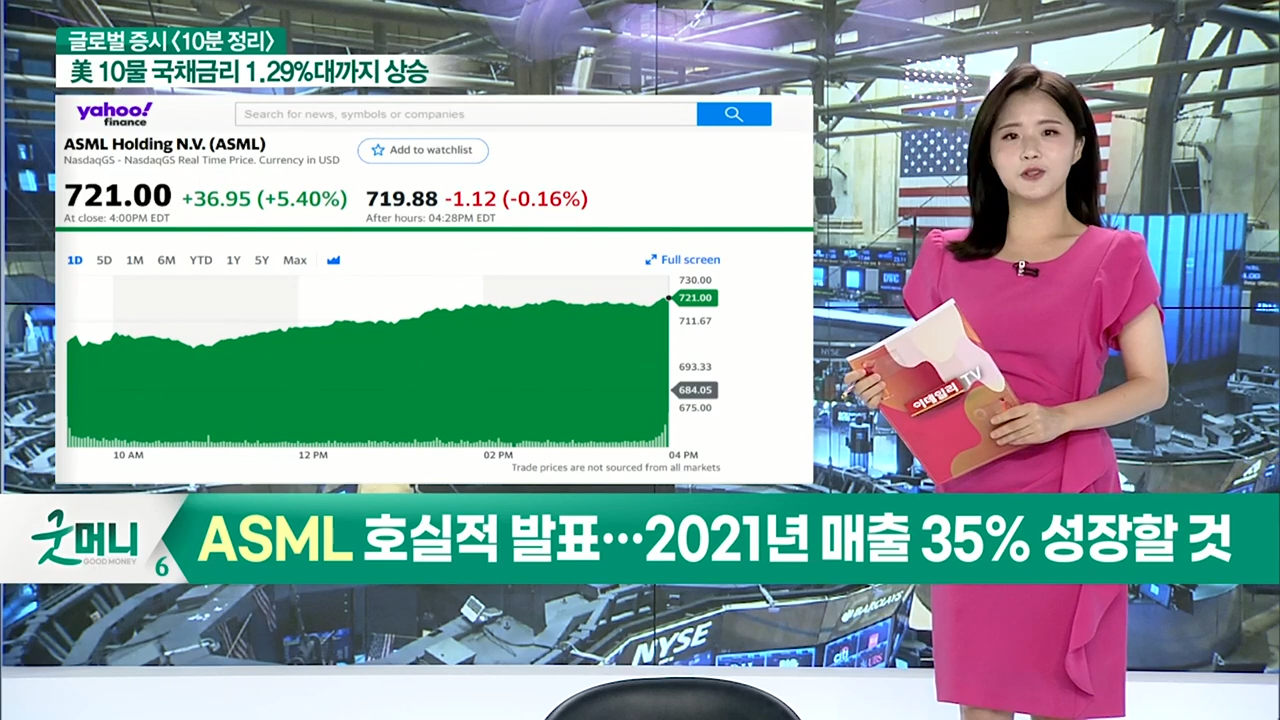 글로벌 증시 <10분 정리>
美 10물 국채금리 1.29%대까지 상승
yahoo!
finance
Search for news, symbols or companies
ASML Holding N.V. (ASML)
NasdaqGS - NasdaqGS Real Time Price. Currency in USD
Add to watchlist
721.00 +36.95 (+5.40%)
At close: 4:00PM EDT
719.88 -1.12 (-0.16%)
After hours: 04:28PM EDT
1D 5D 1M 6M YTD 1Y 5Y Max
Full screen
730.00
721.00
711.67
693.33
684.05
675.00
10 AM 12 PM 02 PM 04 PM
Trade prices are not sourced from all markets
이데일리 TV
굿머니
GOOD MONEY
6
ASML 호실적 발표…2021년 매출 35% 성장할 것
NYSE
BARCLAYS
citi
UBS
NYSE